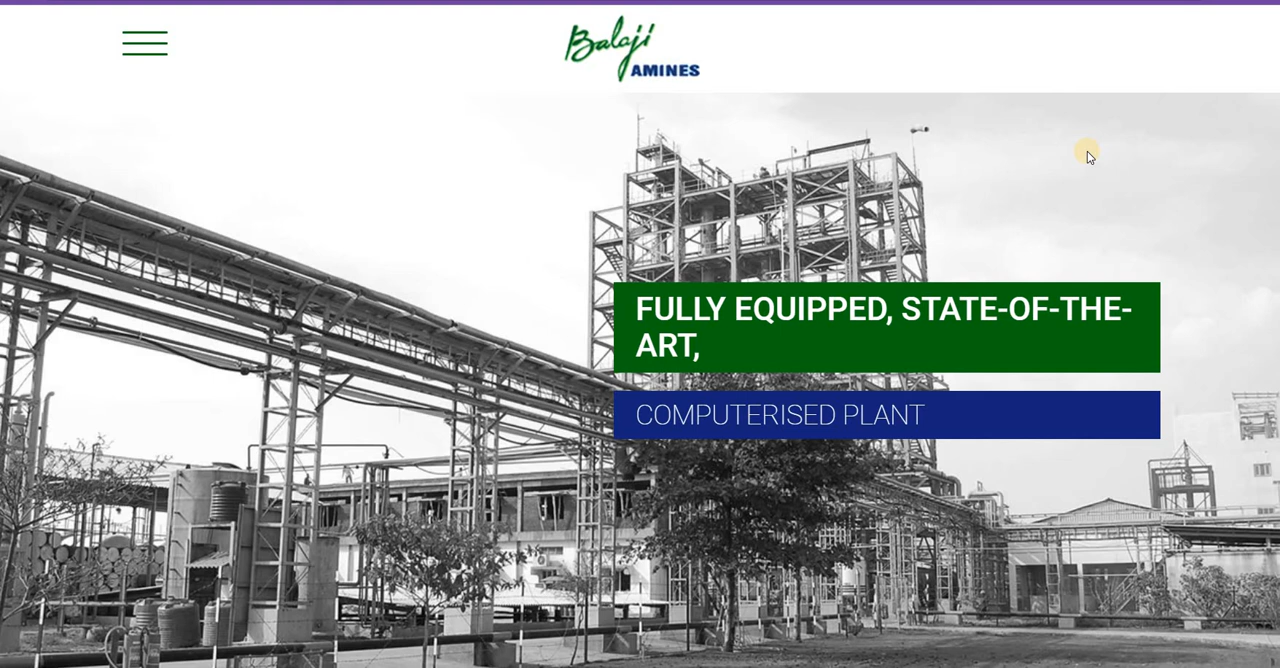 Balaji
AMINES
FULLY EQUIPPED, STATE-OF-THE-
ART,
COMPUTERISED PLANT